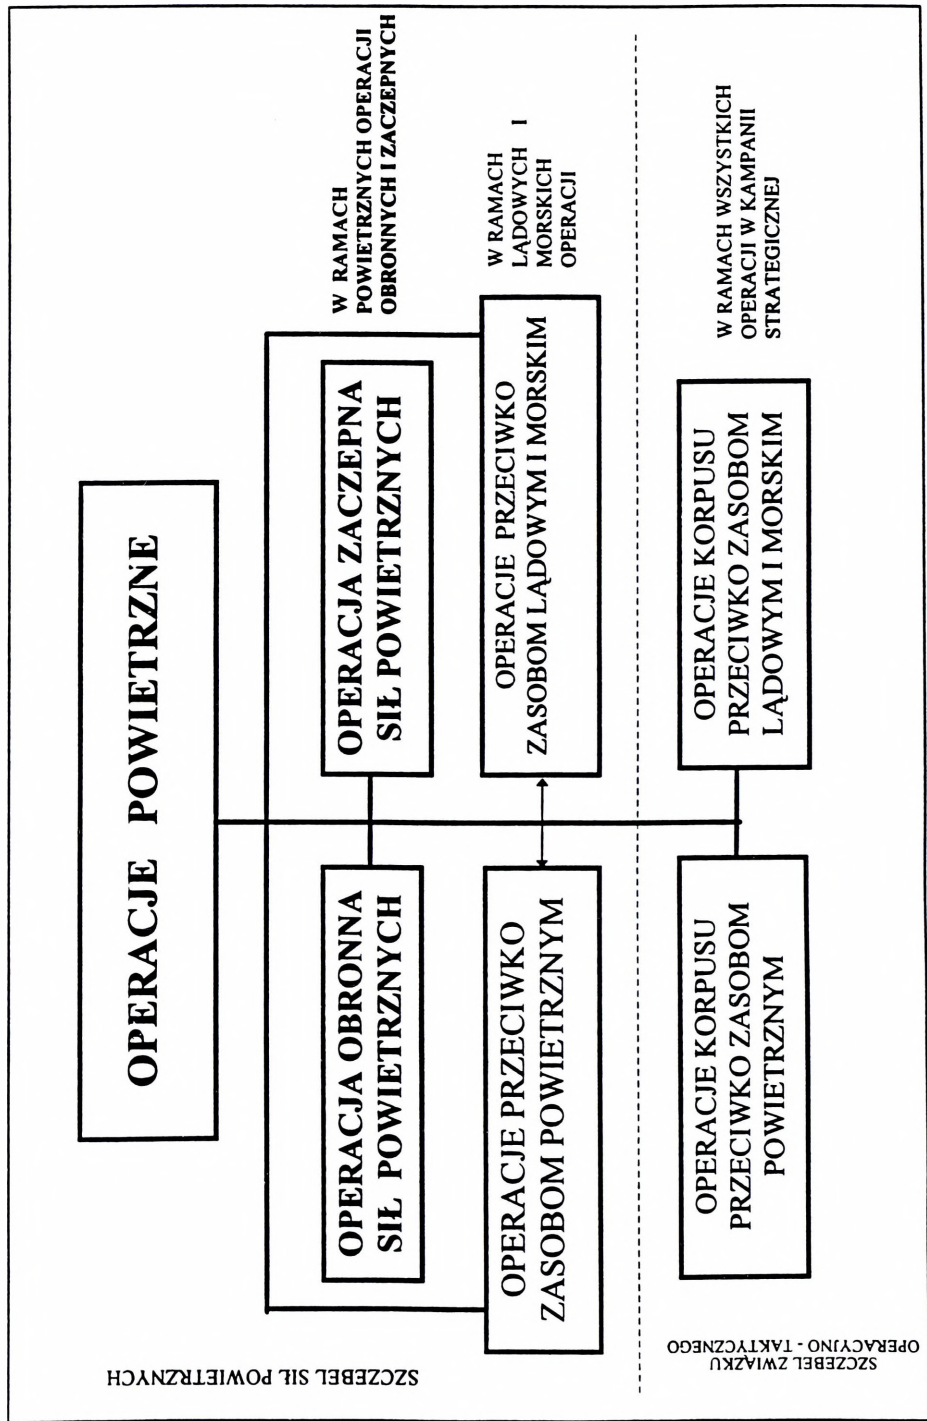 OPERACJE POWIETRZNE
OPERACJA OBRONNA
SIŁ POWIETRZNYCH
OPERACJA ZACZEPNA
SIŁ POWIETRZNYCH
W RAMACH
POWIETRZNYCH OPERACJI
OBRONNYCH I ZACZEPNYCH
OPERACJE PRZECIWKO
ZASOBOM POWIETRZNYM
OPERACJE PRZECIWKO
ZASOBOM LĄDOWYM I MORSKIM
W RAMACH
LĄDOWYCH I
MORSKICH
OPERACJI
SZCZEBEL SIŁ POWIETRZNYCH
OPERACJE KORPUSU
PRZECIWKO ZASOBOM
POWIETRZNYM
OPERACJE KORPUSU
PRZECIWKO ZASOBOM
LĄDOWYM I MORSKIM
W RAMACH WSZYSTKICH
OPERACJI W KAMPANII
STRATEGICZNEJ
SZCZEBEL ZWIĄZKU
OPERACYJNO - TAKTYCZNEGO